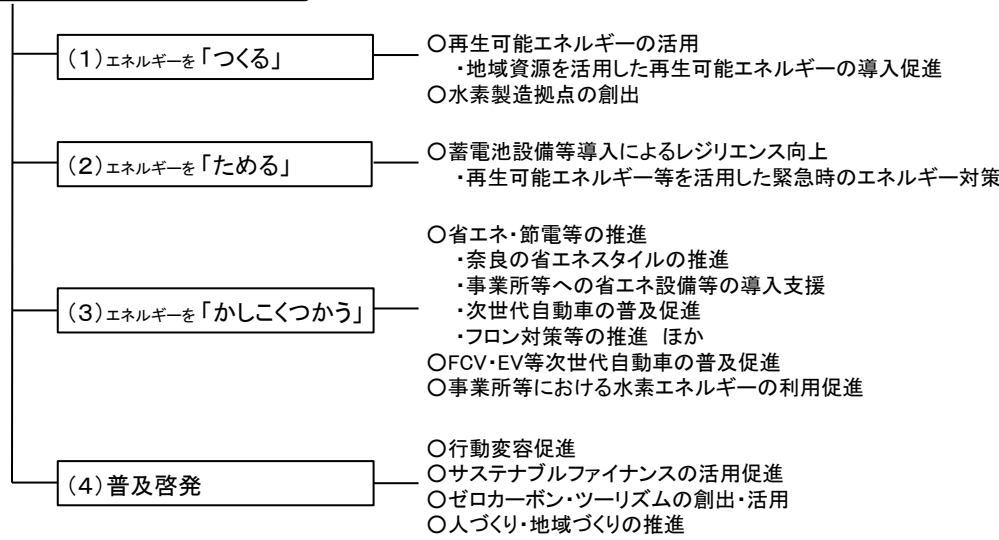 (1)エネルギーを「つくる」
○再生可能エネルギーの活用
・地域資源を活用した再生可能エネルギーの導入促進
○水素製造拠点の創出
(2)エネルギーを「ためる」
○蓄電池設備等導入によるレジリエンス向上
・再生可能エネルギー等を活用した緊急時のエネルギー対策
(3)エネルギーを「かしこくつかう」
○省エネ・節電等の推進
・奈良の省エネスタイルの推進
・事業所等への省エネ設備等の導入支援
・次世代自動車の普及促進
・フロン対策等の推進 ほか
○FCV・EV等次世代自動車の普及促進
○事業所等における水素エネルギーの利用促進
(4)普及啓発
○行動変容促進
○サステナブルファイナンスの活用促進
○ゼロカーボン・ツーリズムの創出・活用
○人づくり・地域づくりの推進